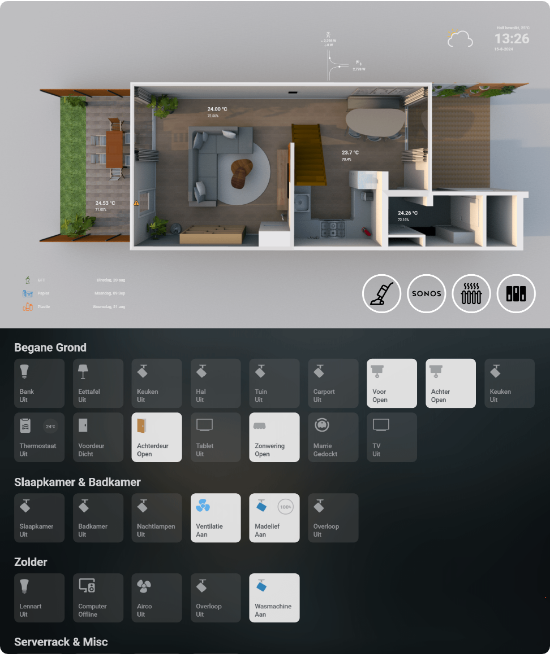 13:26
24.00 °C
23.7 °C
24.53 °C
24.26 °C
SONOS
Begane Grond
Bank
Uit
Eettafel
Uit
Keuken
Uit
Hal
Uit
Tuin
Uit
Carport
Uit
Voor
Open
Achter
Open
Keuken
Uit
Thermostaat
Uit
Voordeur
Dicht
Achterdeur
Open
Tablet
Uit
Zonwering
Open
Marrie
Gedockt
TV
Uit
Slaapkamer & Badkamer
Slaapkamer
Uit
Badkamer
Uit
Nachtlampen
Uit
Ventilatie
Aan
Madelief
Aan
Overloop
Uit
Zolder
Lennart
Uit
Computer
Offline
Airco
Uit
Overloop
Uit
Wasmachine
Aan
Serverrack & Misc